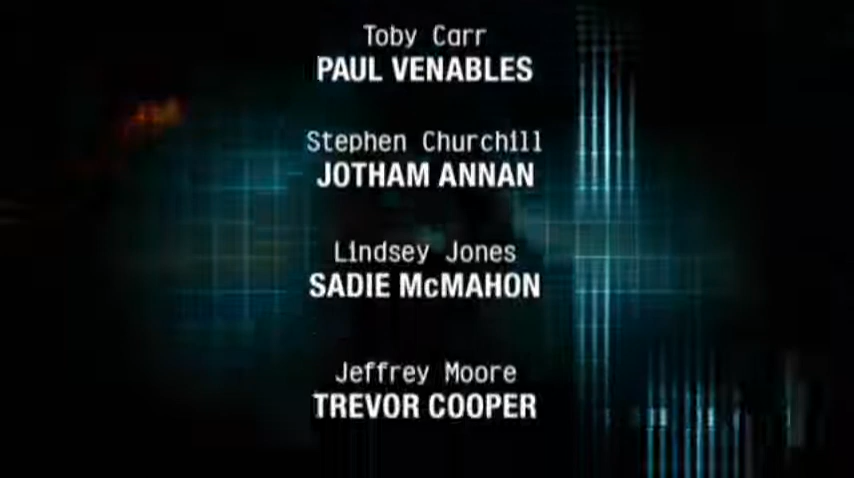 Toby Carr
PAUL VENABLES
Stephen Churchill
JOTHAM ANNAN
Lindsey Jones
SADIE McMAHON
Jeffrey Moore
TREVOR COOPER